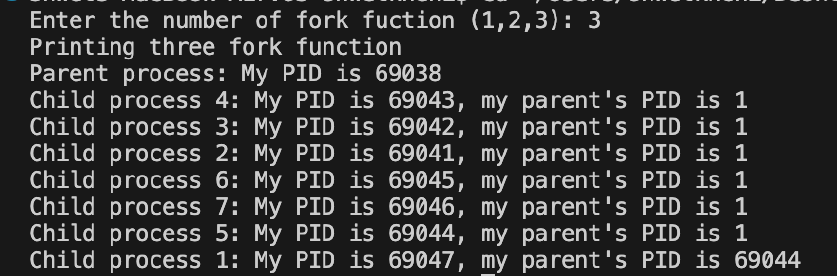 Enter the number of fork fuction (1,2,3): 3
Printing three fork function
Parent process: My PID is 69038
Child process 4: My PID is 69043, my parent's PID is 1
Child process 3: My PID is 69042, my parent's PID is 1
Child process 2: My PID is 69041, my parent's PID is 1
Child process 6: My PID is 69045, my parent's PID is 1
Child process 7: My PID is 69046, my parent's PID is 1
Child process 5: My PID is 69044, my parent's PID is 1
Child process 1: My PID is 69047, my parent's PID is 69044